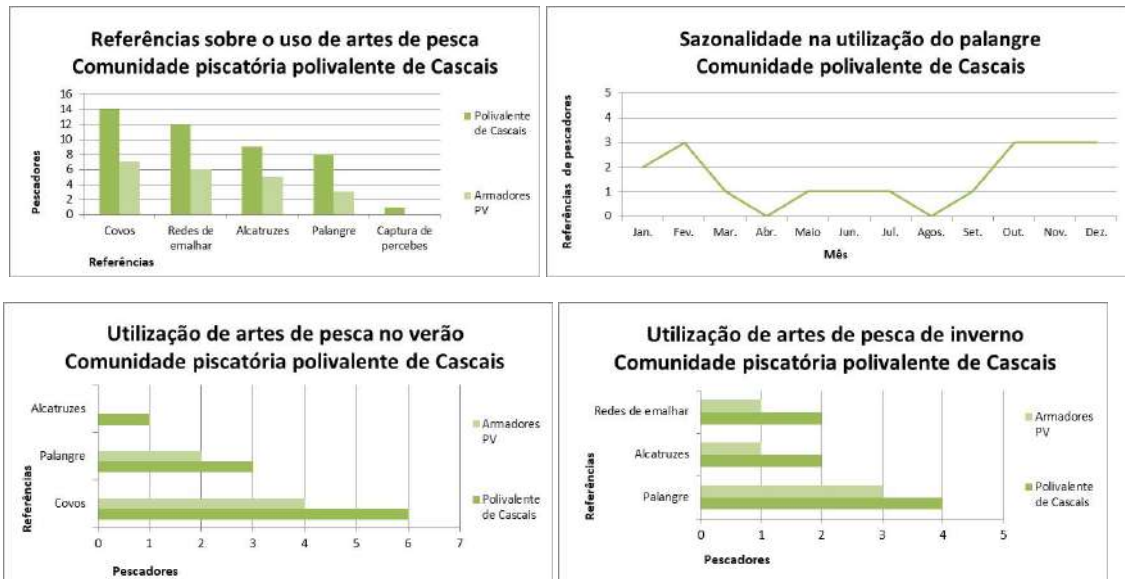 Referências sobre o uso de artes de pesca
Comunidade piscatória polivalente de Cascais
Pescadores
16
14
12
10
8
6
4
2
0
Covos
Redes de
emalhar
Alcatruzes
Palangre
Captura de
percebes
Referências
Polivalente
de Cascais
Armadores
PV
Sazonalidade na utilização do palangre
Comunidade polivalente de Cascais
Referências de pescadores
5
4
3
2
1
0
Jan.
Fev.
Mar.
Abr.
Maio
Jun.
Jul.
Agos.
Set.
Out.
Nov.
Dez.
Mês
Utilização de artes de pesca no verão
Comunidade piscatória polivalente de Cascais
Referências
Alcatruzes
Palangre
Covos
0
1
2
3
4
5
6
7
Pescadores
Armadores
PV
Polivalente
de Cascais
Utilização de artes de pesca de inverno
Comunidade piscatória polivalente de Cascais
Referências
Redes de emalhar
Alcatruzes
Palangre
0
1
2
3
4
5
Pescadores
Armadores
PV
Polivalente
de Cascais